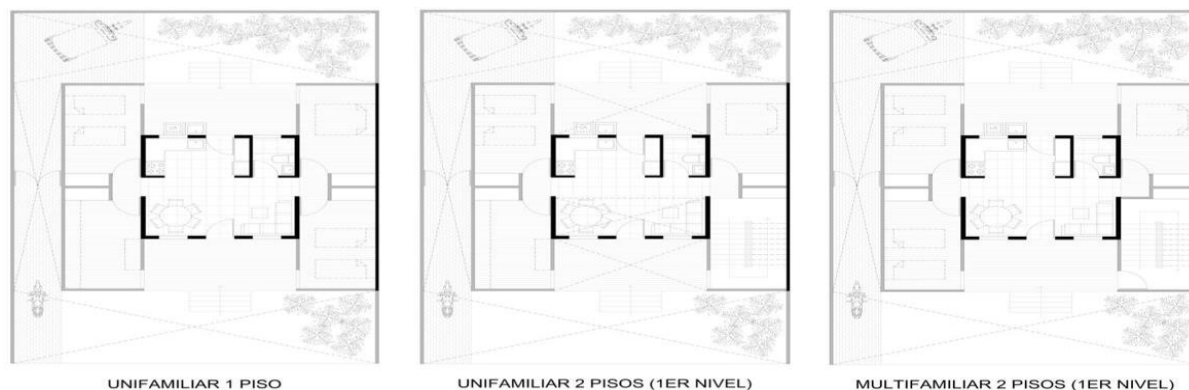 UNIFAMILIAR 1 PISO
UNIFAMILIAR 2 PISOS (1ER NIVEL)
MULTIFAMILIAR 2 PISOS (1ER NIVEL)